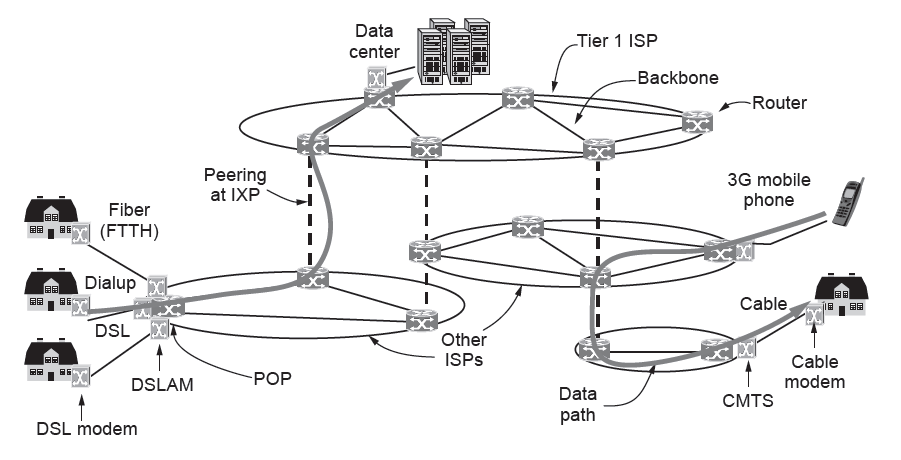 Data
center
Tier 1 ISP
Backbone
Router
Peering
at IXP
3G mobile
phone
Fiber
(FTTH)
Dialup
DSL
Cable
Other
ISPs
Cable
modem
DSLAM
POP
Data
path
CMTS
DSL modem